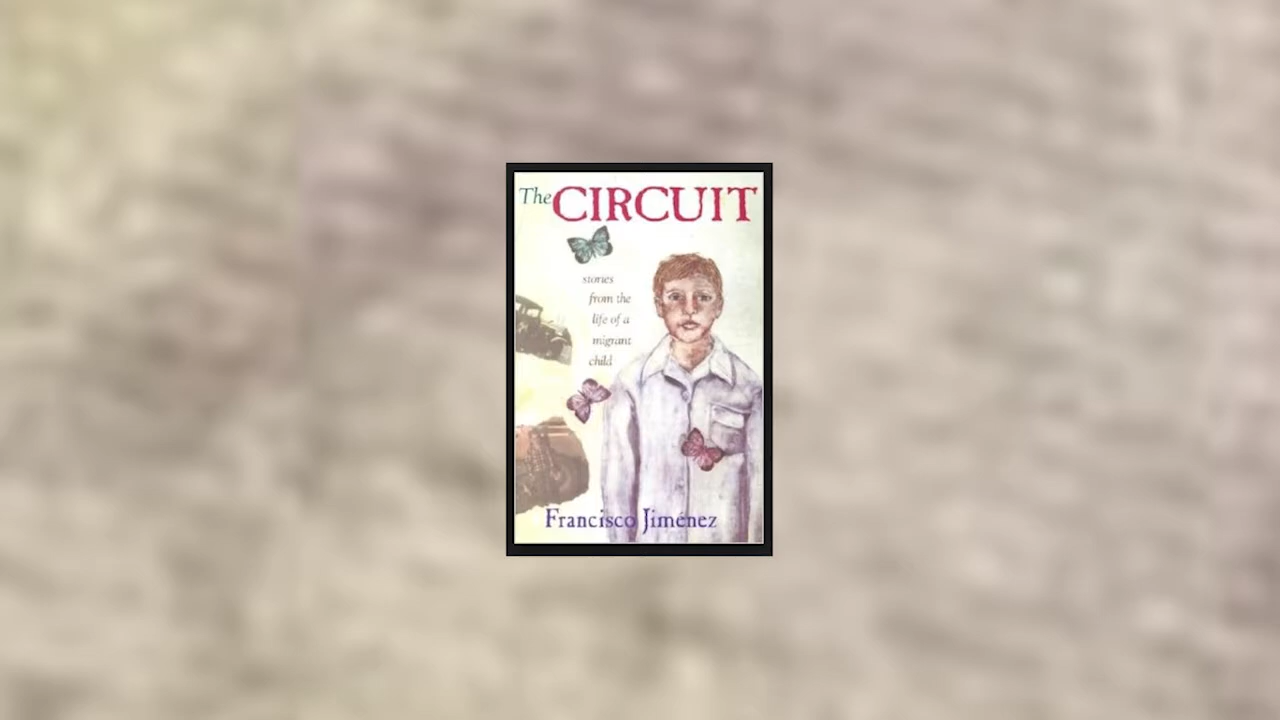 The CIRCUIT
stories
from the
life of a
migrant
child
Francisco Jiménez